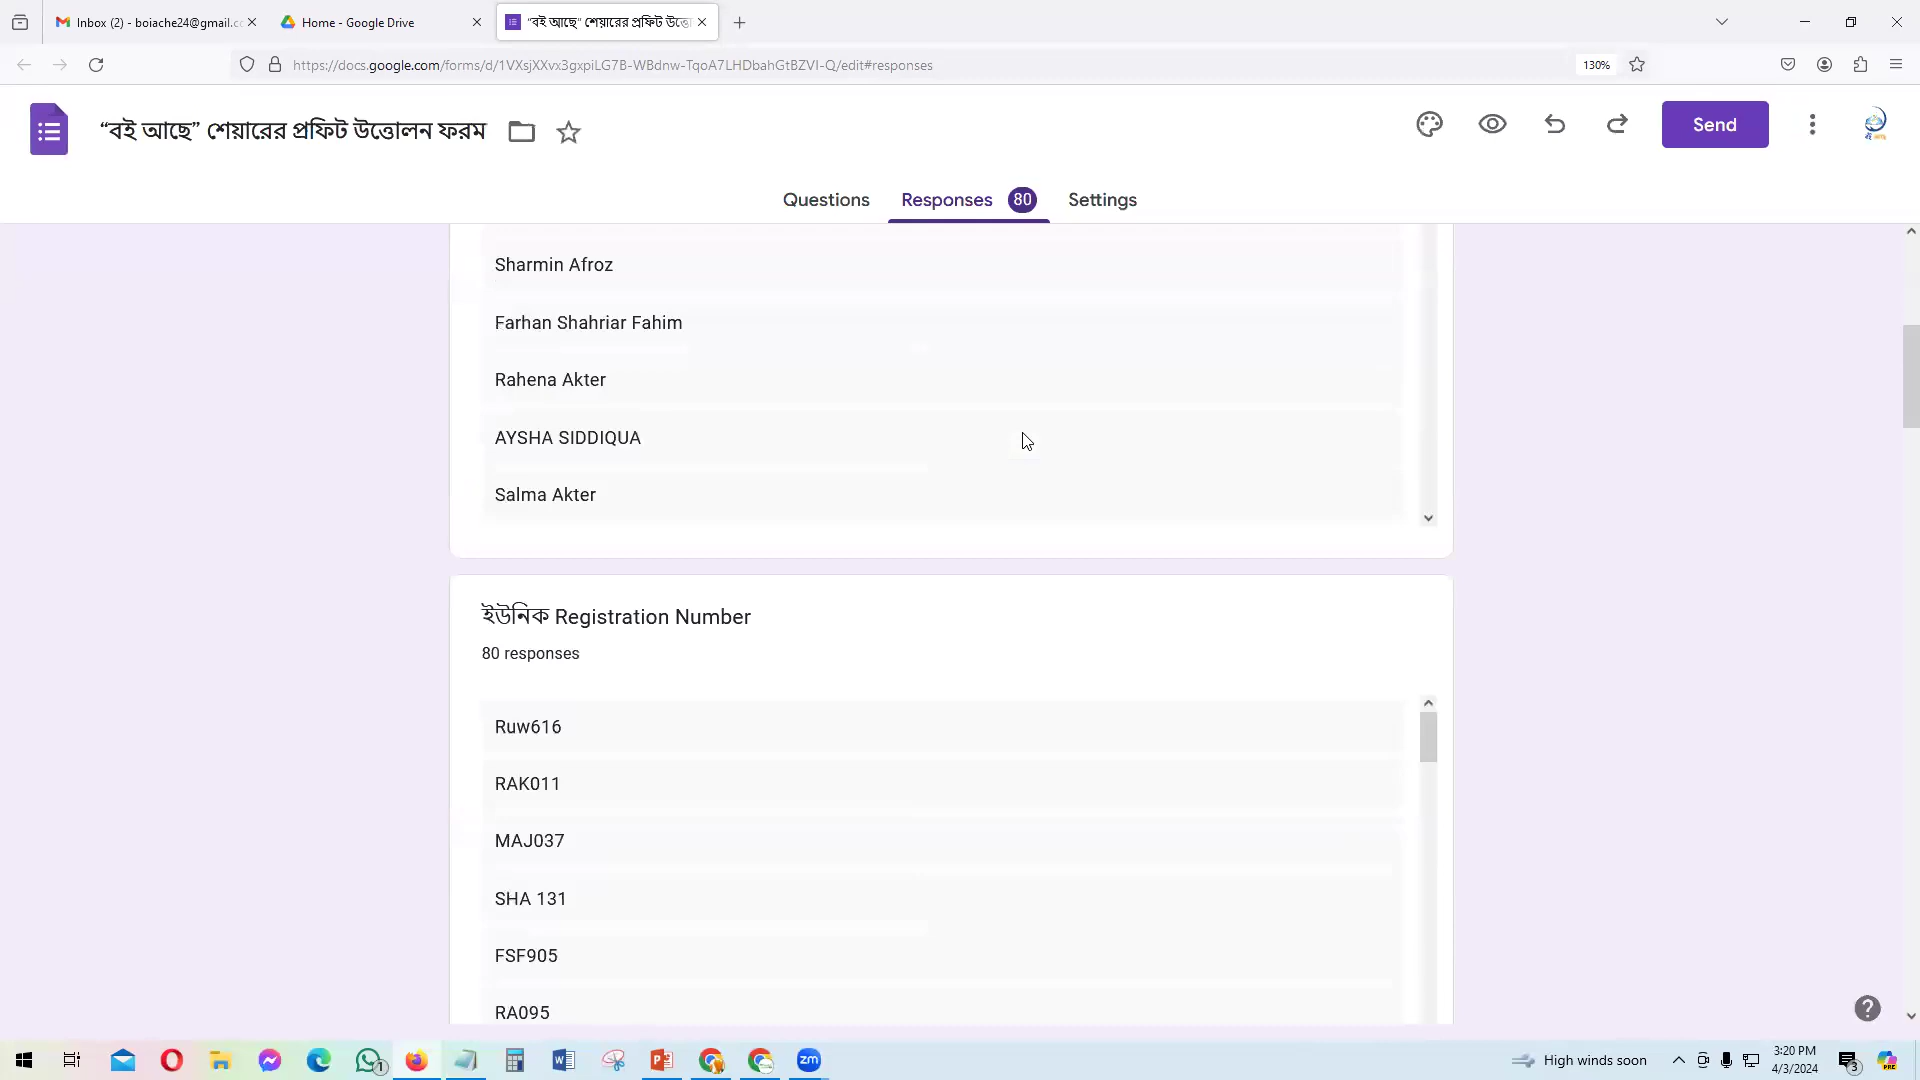 Inbox (2) - boiache24@gmail.c
Home - Google Drive
“বই আছে” শেয়ারের প্রফিট উত্তো
https://docs.google.com/forms/d/1VXsjXXvx3gxpiLG7B-WBdnw-TqoA7LHDbahGtBZVI-Q/edit#responses
130%
“বই আছে” শেয়ারের প্রফিট উত্তোলন ফরম
Send
Questions
Responses 80
Settings
Sharmin Afroz
Farhan Shahriar Fahim
Rahena Akter
AYSHA SIDDIQUA
Salma Akter
ইউনিক Registration Number
80 responses
Ruw616
RAK011
MAJ037
SHA 131
FSF905
RA095
High winds soon
3:20 PM
4/3/2024